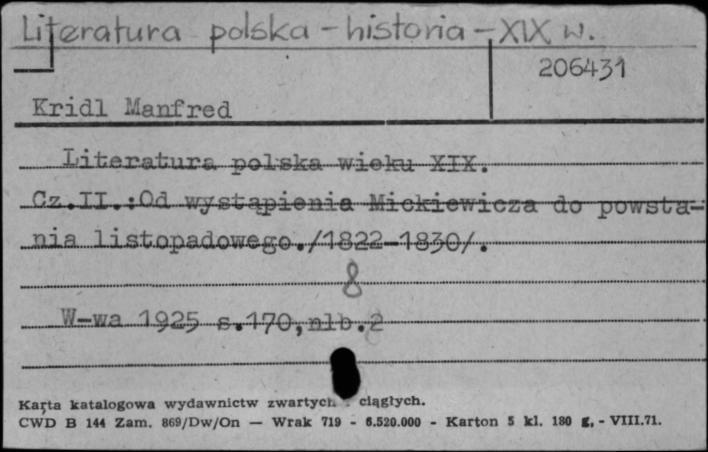 Literatura polska - historia - XIX w.
206431
Kridl Manfred
Literatura polska wieku XIX.
Cz.II.:Od wystąpienia Mickiewicza do powsta-
nia listopadowego./1822-1830/.
8
W-wa 1925 s.170,nlb.2
Karta katalogowa wydawnictw zwartych i ciągłych.
CWD B 144 Zam. 869/Dw/On — Wrak 719 - 6.520.000 - Karton 5 kl. 180 g, - VIII.71.